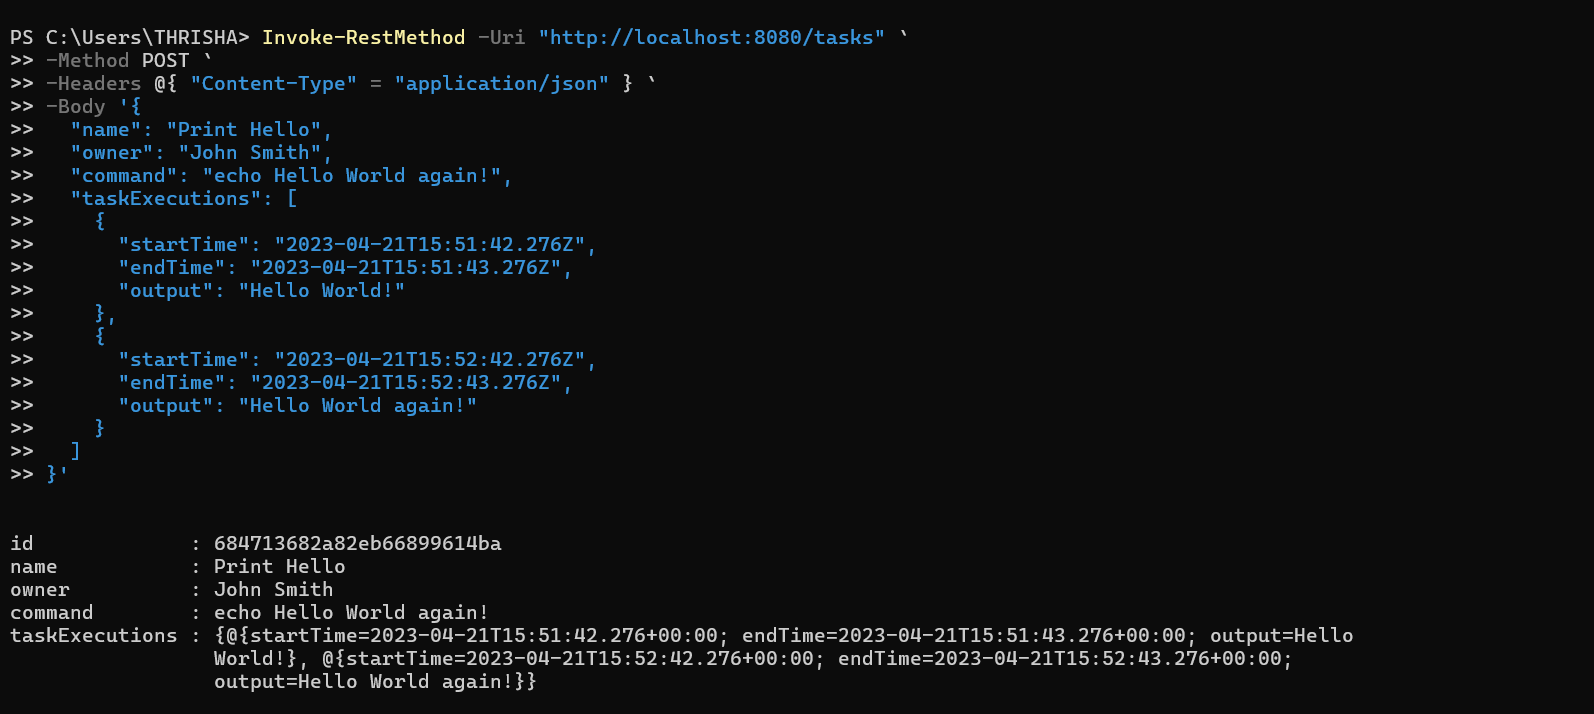 PS C:\Users\THRISHA> Invoke-RestMethod -Uri "http://localhost:8080/tasks" `
>> -Method POST `
>> -Headers @{ "Content-Type" = "application/json" } `
>> -Body '{
>>   "name": "Print Hello",
>>   "owner": "John Smith",
>>   "command": "echo Hello World again!",
>>   "taskExecutions": [
>>     {
>>       "startTime": "2023-04-21T15:51:42.276Z",
>>       "endTime": "2023-04-21T15:51:43.276Z",
>>       "output": "Hello World!"
>>     },
>>     {
>>       "startTime": "2023-04-21T15:52:42.276Z",
>>       "endTime": "2023-04-21T15:52:43.276Z",
>>       "output": "Hello World again!"
>>     }
>>   ]
>> }'
id             : 684713682a82eb66899614ba
name           : Print Hello
owner          : John Smith
command        : echo Hello World again!
taskExecutions : {@{startTime=2023-04-21T15:51:42.276+00:00; endTime=2023-04-21T15:51:43.276+00:00; output=Hello
                 World!}, @{startTime=2023-04-21T15:52:42.276+00:00; endTime=2023-04-21T15:52:43.276+00:00;
                 output=Hello World again!}}